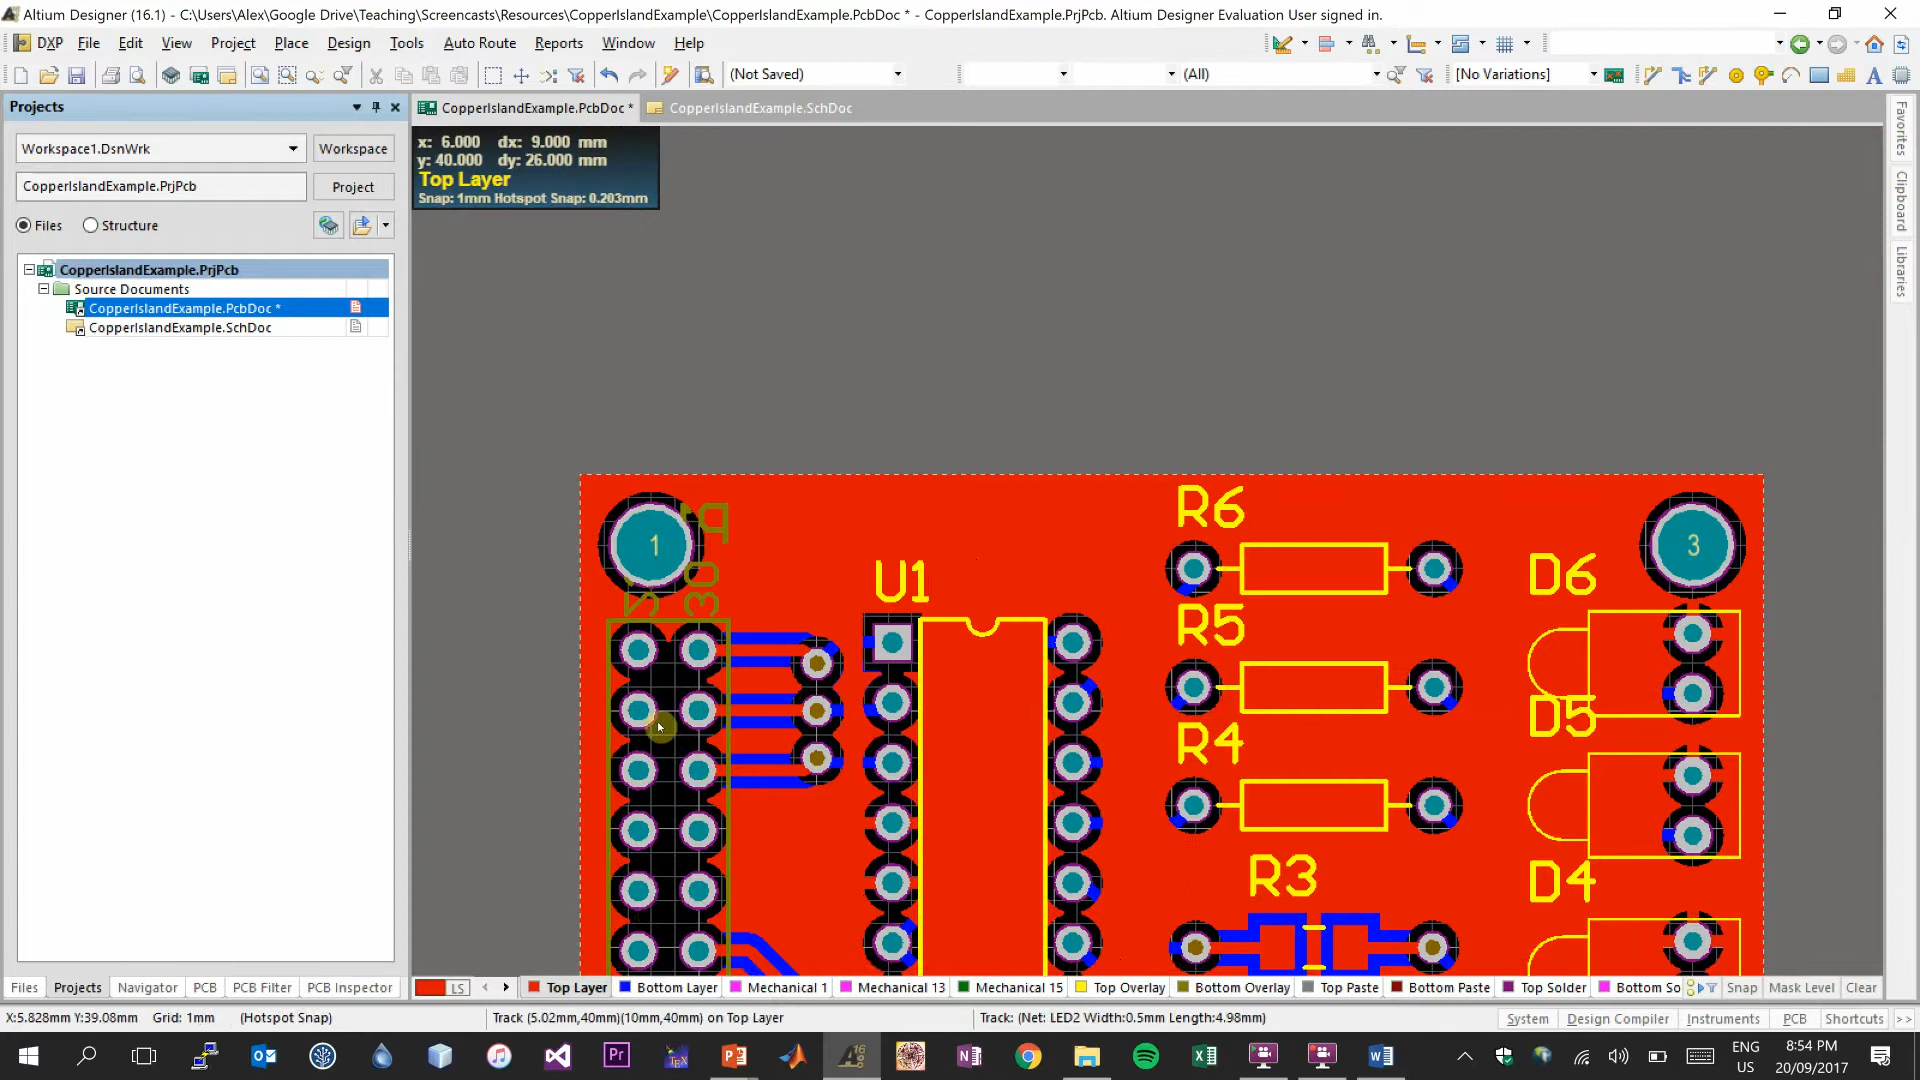 Altium Designer (16.1) - C:\Users\Alex\Google Drive\Teaching\Screencasts\Resources\CopperIslandExample\CopperIslandExample.PcbDoc * - CopperIslandExample.PrjPcb. Altium Designer Evaluation User signed in.
DXP File Edit View Project Place Design Tools Auto Route Reports Window Help
(Not Saved) (All) [No Variations]
Projects
CopperIslandExample.PcbDoc * CopperIslandExample.SchDoc
Workspace1.DsnWrk Workspace
CopperIslandExample.PrjPcb Project
Files Structure
CopperIslandExample.PrjPcb
Source Documents
CopperIslandExample.PcbDoc *
CopperIslandExample.SchDoc
x: 6.000 dx: 9.000 mm
y: 40.000 dy: 26.000 mm
Top Layer
Snap: 1mm Hotspot Snap: 0.203mm
Favorites
Clipboard
Libraries
1
3
U1
R6
R5
R4
R3
D6
D5
D4
Files Projects Navigator PCB PCB Filter PCB Inspector
LS Top Layer Bottom Layer Mechanical 1 Mechanical 13 Mechanical 15 Top Overlay Bottom Overlay Top Paste Bottom Paste Top Solder Bottom So Snap Mask Level Clear
X:5.828mm Y:39.08mm Grid: 1mm (Hotspot Snap) Track (5.02mm,40mm)(10mm,40mm) on Top Layer Track: (Net: LED2 Width:0.5mm Length:4.98mm) System Design Compiler Instruments PCB Shortcuts >>
ENG
US
8:54 PM
20/09/2017